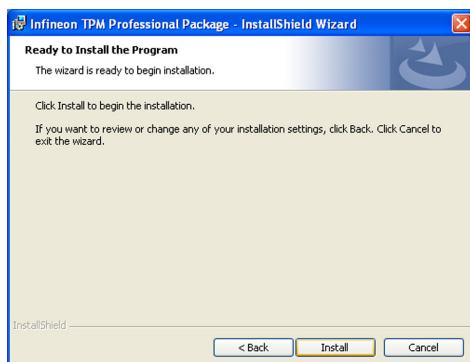 Infineon TPM Professional Package - InstallShield Wizard
Ready to Install the Program
The wizard is ready to begin installation.
Click Install to begin the installation.
If you want to review or change any of your installation settings, click Back. Click Cancel to
exit the wizard.
InstallShield
< Back
Install
Cancel